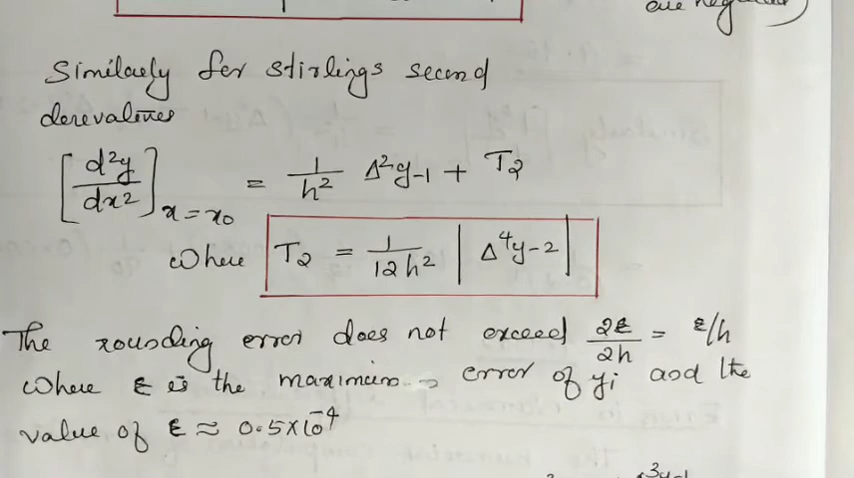 are negl
Similarly for stirlings second
derevatives
[d²y/dx²]x=x0 = 1/h² Δ²y-1 + T2
where T2 = 1/12h² |Δ⁴y-2|
The rounding error does not exceed 2ε/2h = ε/h
where ε is the maximum error of yi and the
value of ε ≈ 0.5×10⁻⁴